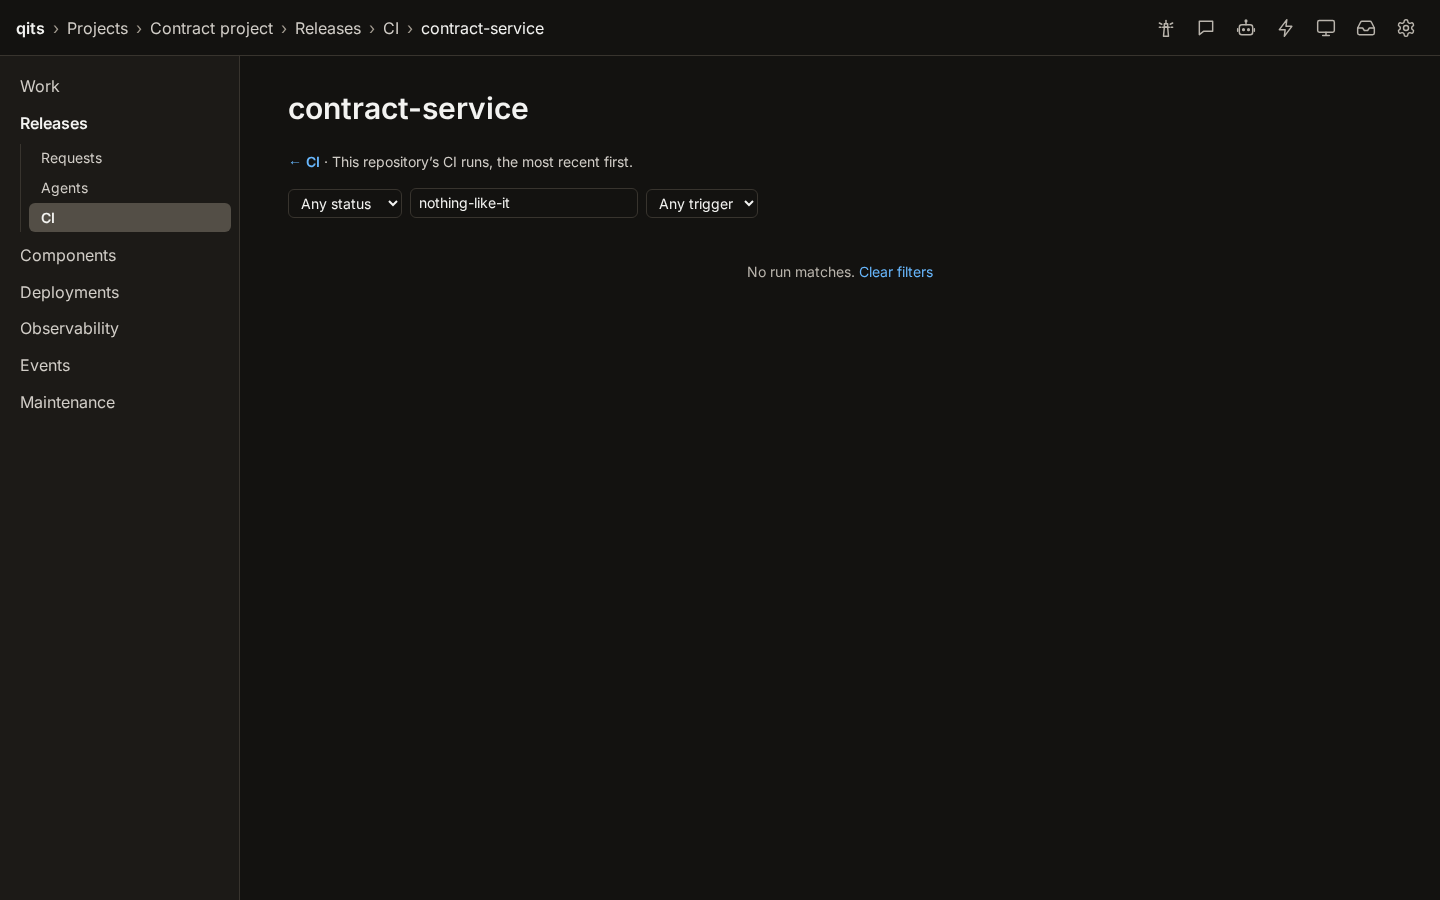 qits › Projects › Contract project › Releases › CI › contract-service
Work
Releases
Requests
Agents
CI
Components
Deployments
Observability
Events
Maintenance
contract-service
← CI · This repository’s CI runs, the most recent first.
Any status nothing-like-it Any trigger
No run matches. Clear filters